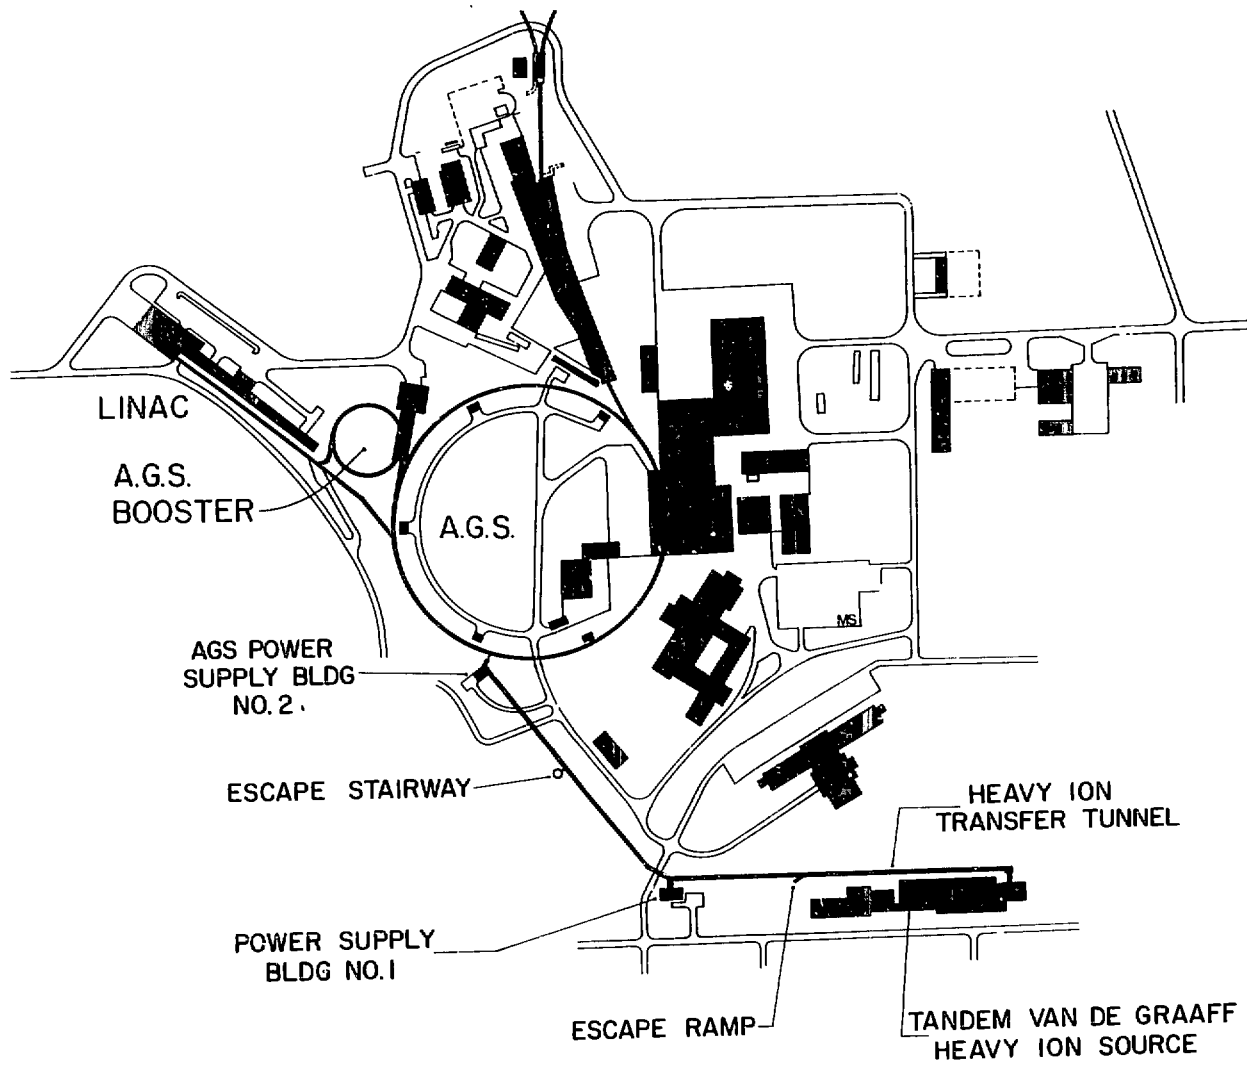 LINAC
A.G.S.
BOOSTER
A.G.S.
MS
AGS POWER
SUPPLY BLDG
NO. 2.
ESCAPE STAIRWAY
HEAVY ION
TRANSFER TUNNEL
POWER SUPPLY
BLDG NO. 1
ESCAPE RAMP
TANDEM VAN DE GRAAFF
HEAVY ION SOURCE